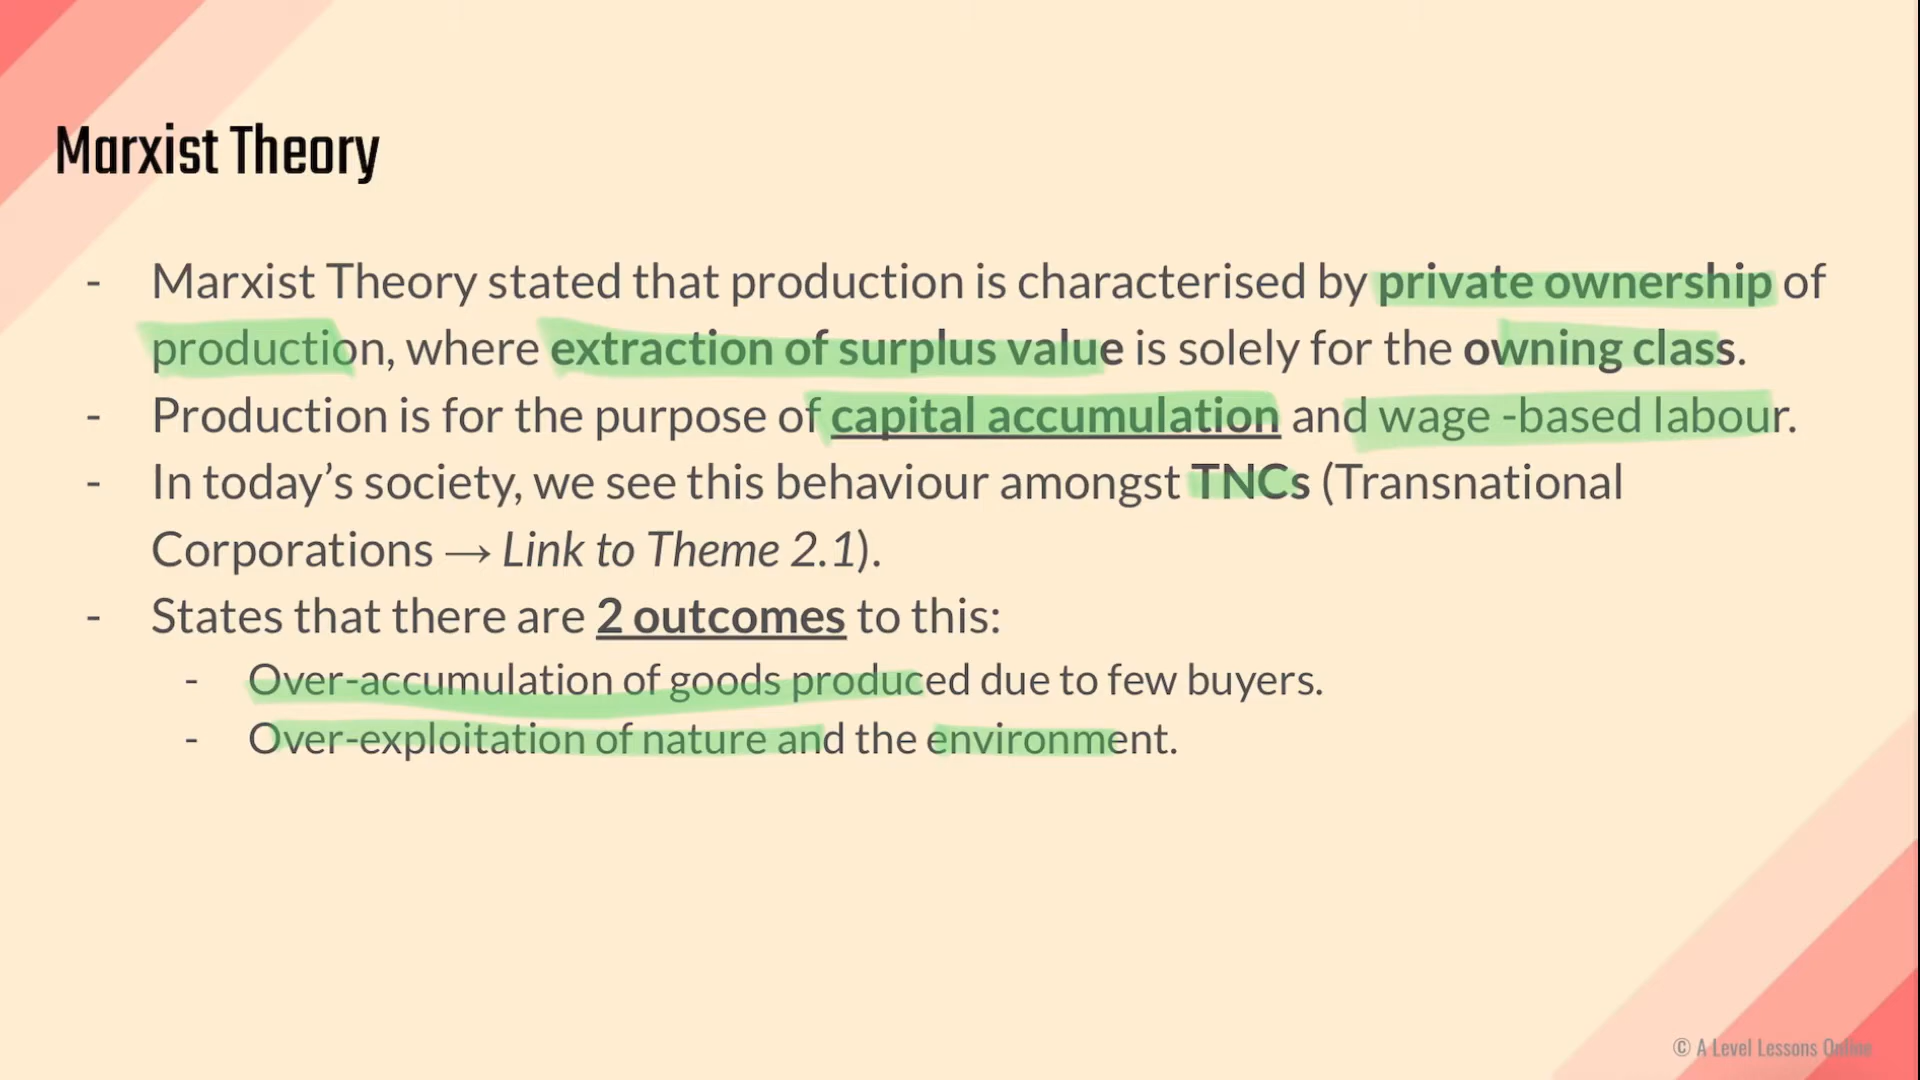 Marxist Theory
- Marxist Theory stated that production is characterised by private ownership of
production, where extraction of surplus value is solely for the owning class.
- Production is for the purpose of capital accumulation and wage -based labour.
- In today’s society, we see this behaviour amongst TNCs (Transnational
Corporations → Link to Theme 2.1).
- States that there are 2 outcomes to this:
- Over-accumulation of goods produced due to few buyers.
- Over-exploitation of nature and the environment.
© A Level Lessons Online